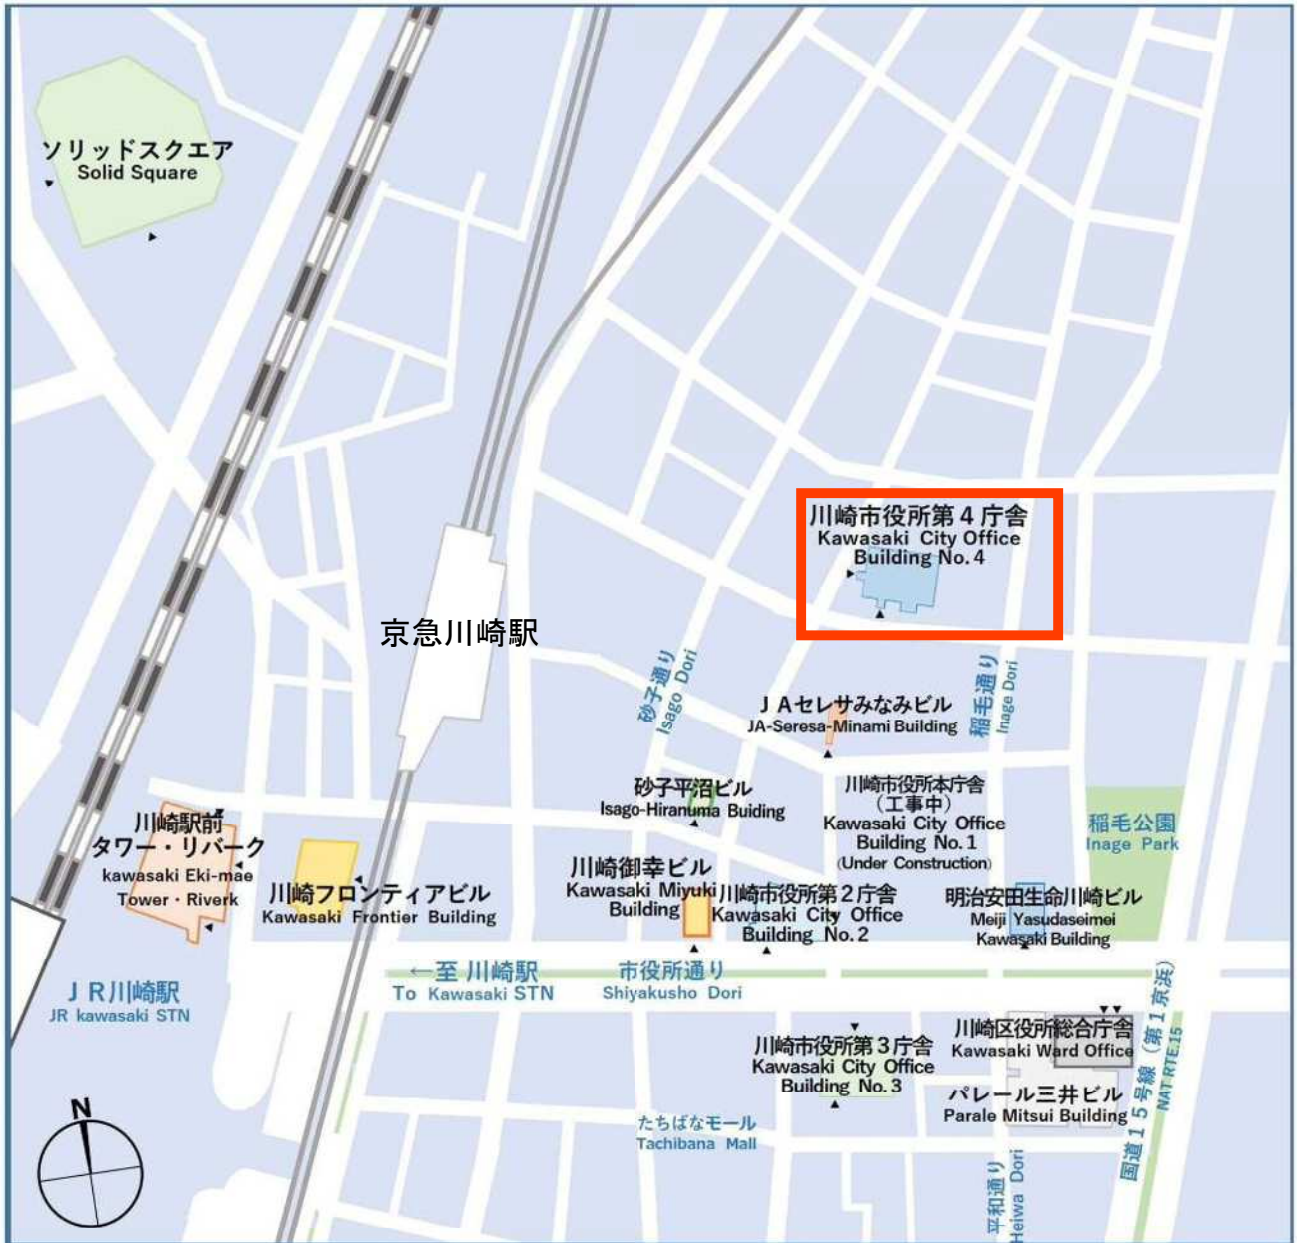 ソリッドスクエア
Solid Square
川崎市役所第4庁舎
Kawasaki City Office
Building No.4
京急川崎駅
砂子通り
Isago Dori
稲毛通り
Inage Dori
JAセレサみなみビル
JA-Seresa-Minami Building
砂子平沼ビル
Isago-Hiranuma Buiding
川崎市役所本庁舎
(工事中)
Kawasaki City Office
Building No.1
(Under Construction)
稲毛公園
Inage Park
川崎駅前
タワー・リバーク
kawasaki Eki-mae
Tower・Riverk
川崎フロンティアビル
Kawasaki Frontier Building
川崎御幸ビル
Kawasaki Miyuki
Building
川崎市役所第2庁舎
Kawasaki City Office
Building No.2
明治安田生命川崎ビル
Meiji Yasudaseimei
Kawasaki Building
JR川崎駅
JR kawasaki STN
←至 川崎駅
To Kawasaki STN
市役所通り
Shiyakusho Dori
川崎市役所第3庁舎
Kawasaki City Office
Building No.3
川崎区役所総合庁舎
Kawasaki Ward Office
パレール三井ビル
Parale Mitsui Building
国道15号線(第1京浜)
NAT RTE.15
たちばなモール
Tachibana Mall
平和通り
Heiwa Dori
N